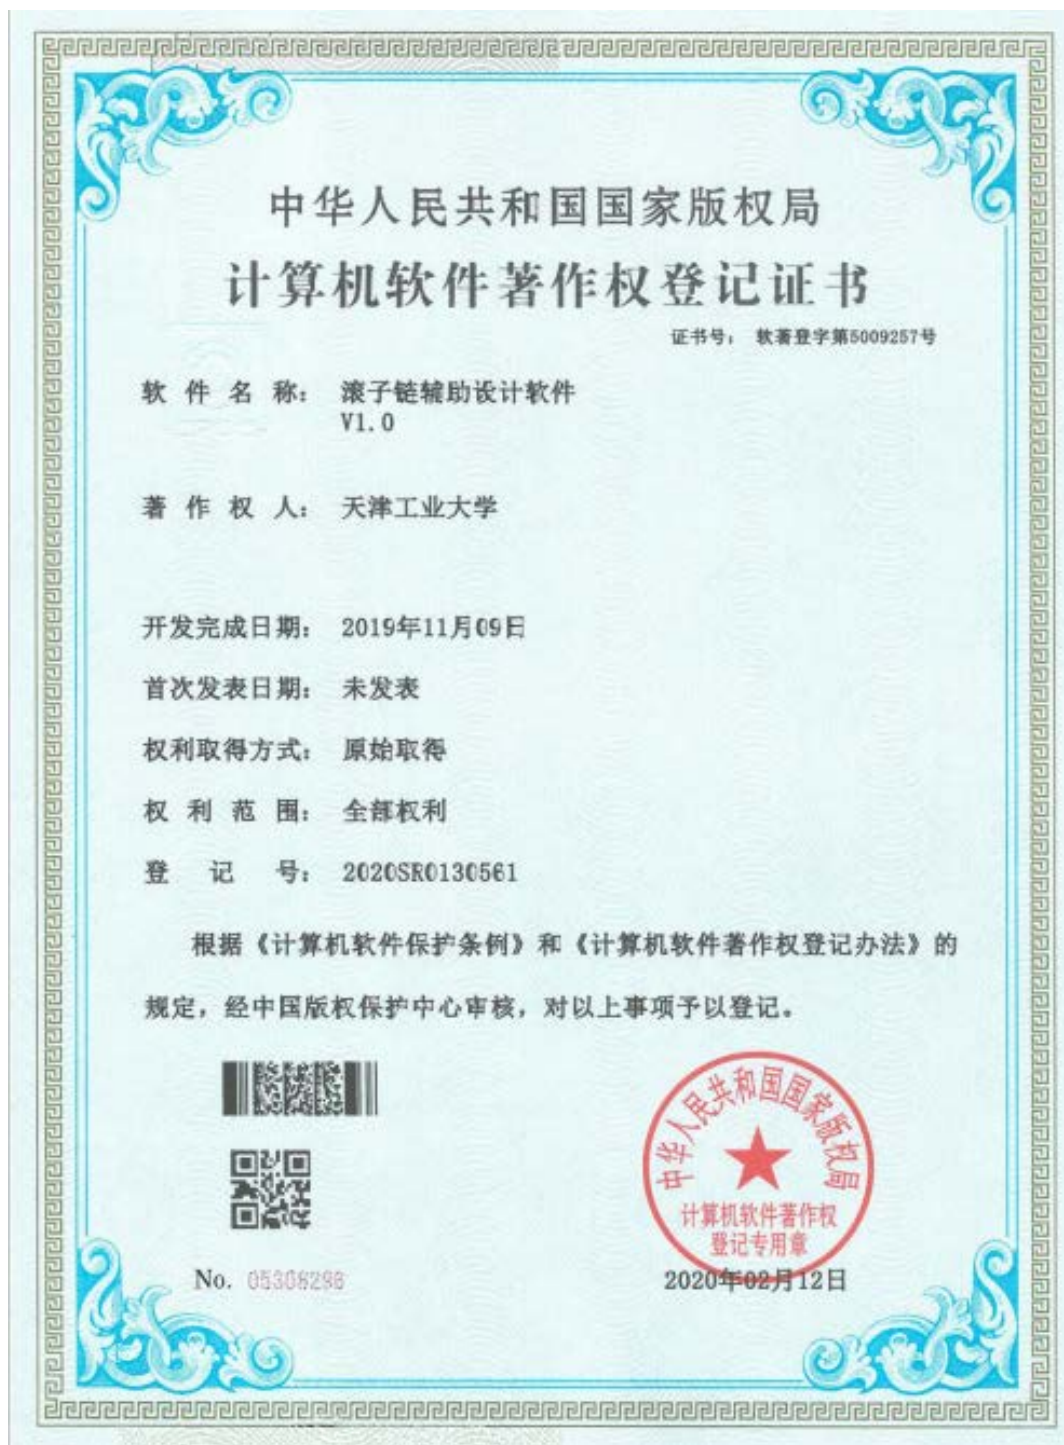 中华人民共和国国家版权局
计算机软件著作权登记证书
证书号： 软著登字第5009257号
软件名称： 滚子链辅助设计软件
V1.0
著作权人： 天津工业大学
开发完成日期： 2019年11月09日
首次发表日期： 未发表
权利取得方式： 原始取得
权利范围： 全部权利
登记号： 2020SR0130561
根据《计算机软件保护条例》和《计算机软件著作权登记办法》的
规定，经中国版权保护中心审核，对以上事项予以登记。
中华人民共和国国家版权局
计算机软件著作权
登记专用章
No. 05308298
2020年02月12日